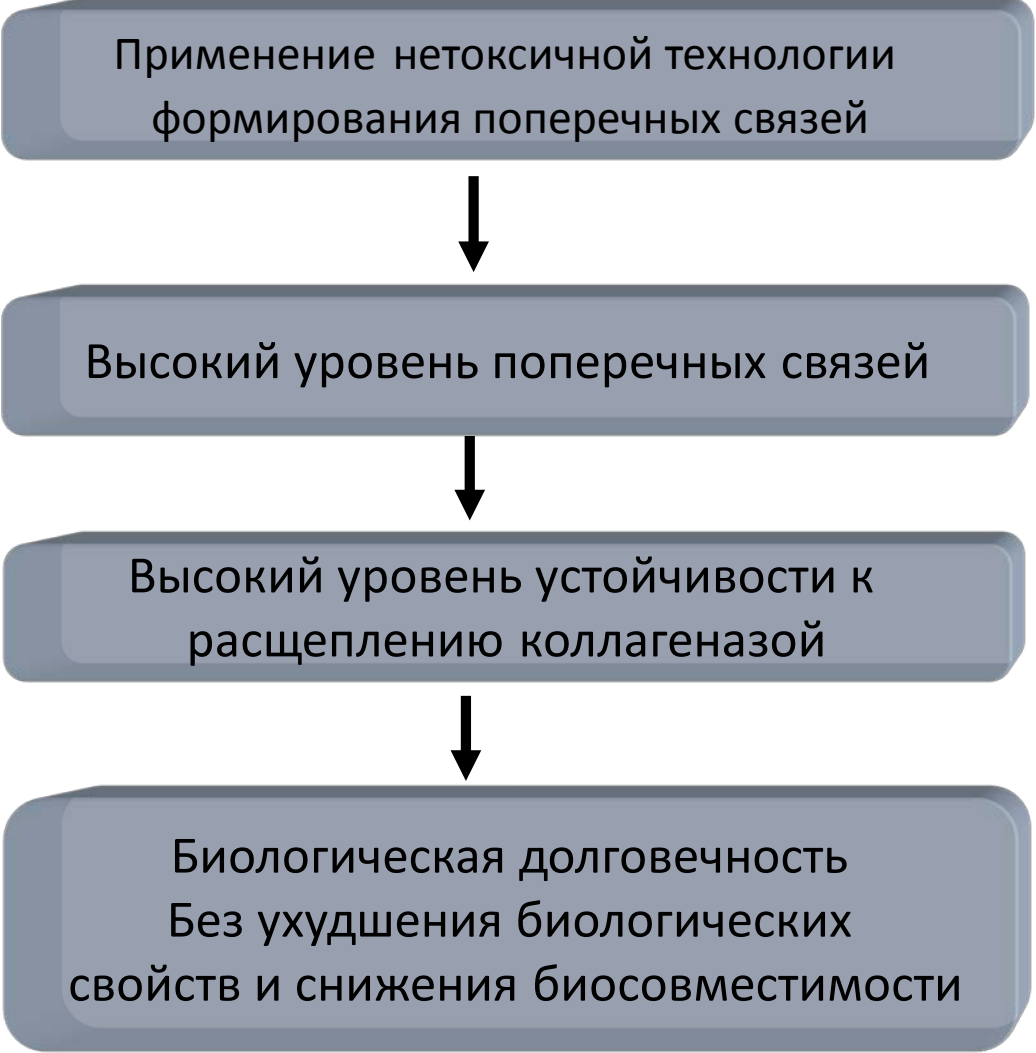 Применение нетоксичной технологии
формирования поперечных связей
Высокий уровень поперечных связей
Высокий уровень устойчивости к
расщеплению коллагеназой
Биологическая долговечность
Без ухудшения биологических
свойств и снижения биосовместимости